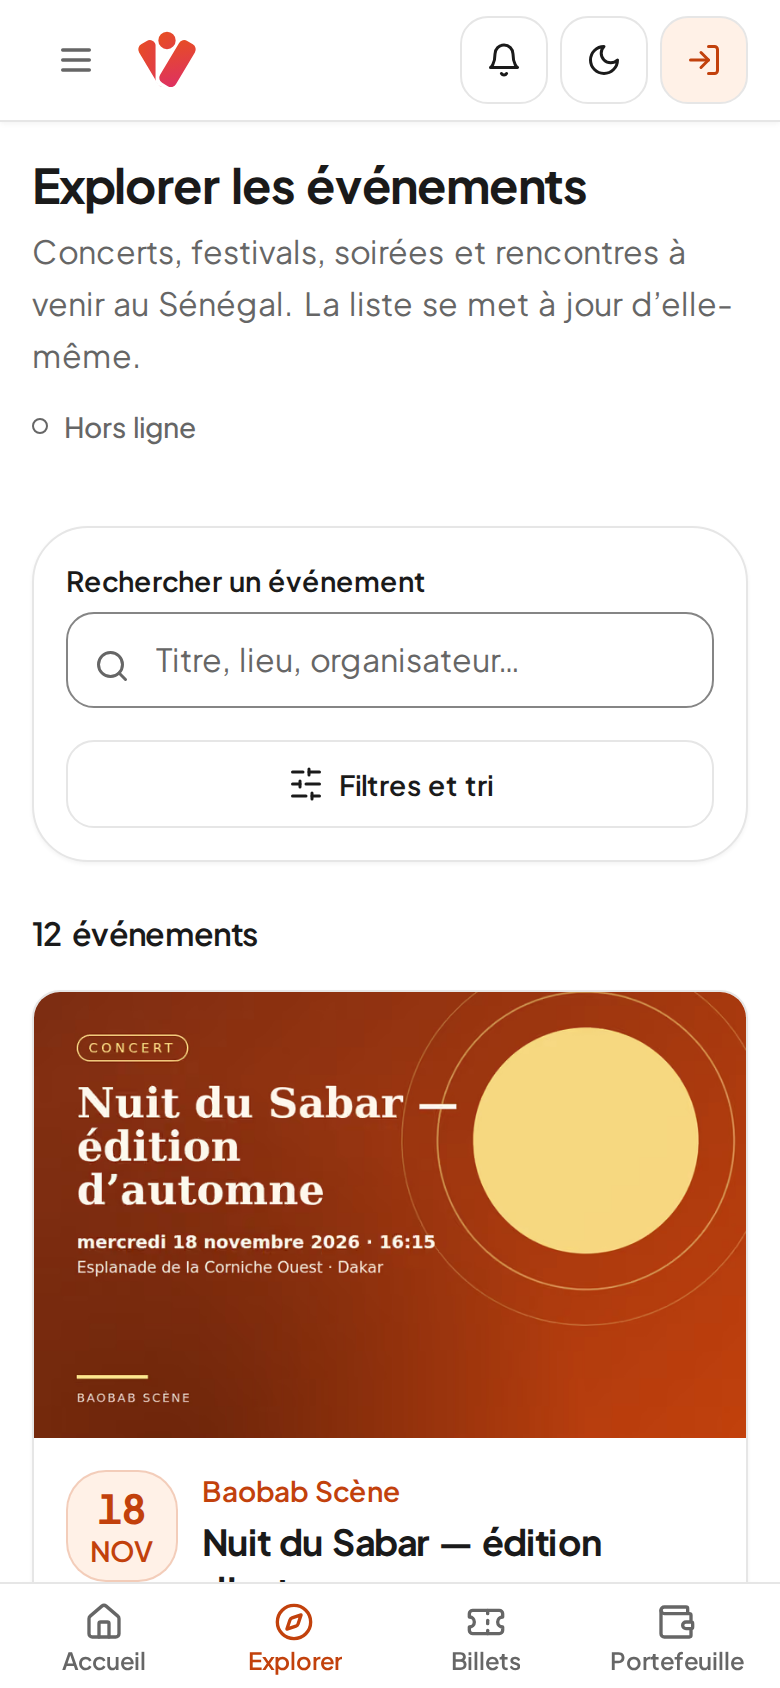 Explorer les événements
Concerts, festivals, soirées et rencontres à
venir au Sénégal. La liste se met à jour d’elle-
même.
Hors ligne
Rechercher un événement
Titre, lieu, organisateur…
Filtres et tri
12 événements
CONCERT
Nuit du Sabar —
édition
d’automne
mercredi 18 novembre 2026 · 16:15
Esplanade de la Corniche Ouest · Dakar
BAOBAB SCÈNE
18
NOV
Baobab Scène
Nuit du Sabar — édition
Accueil
Explorer
Billets
Portefeuille